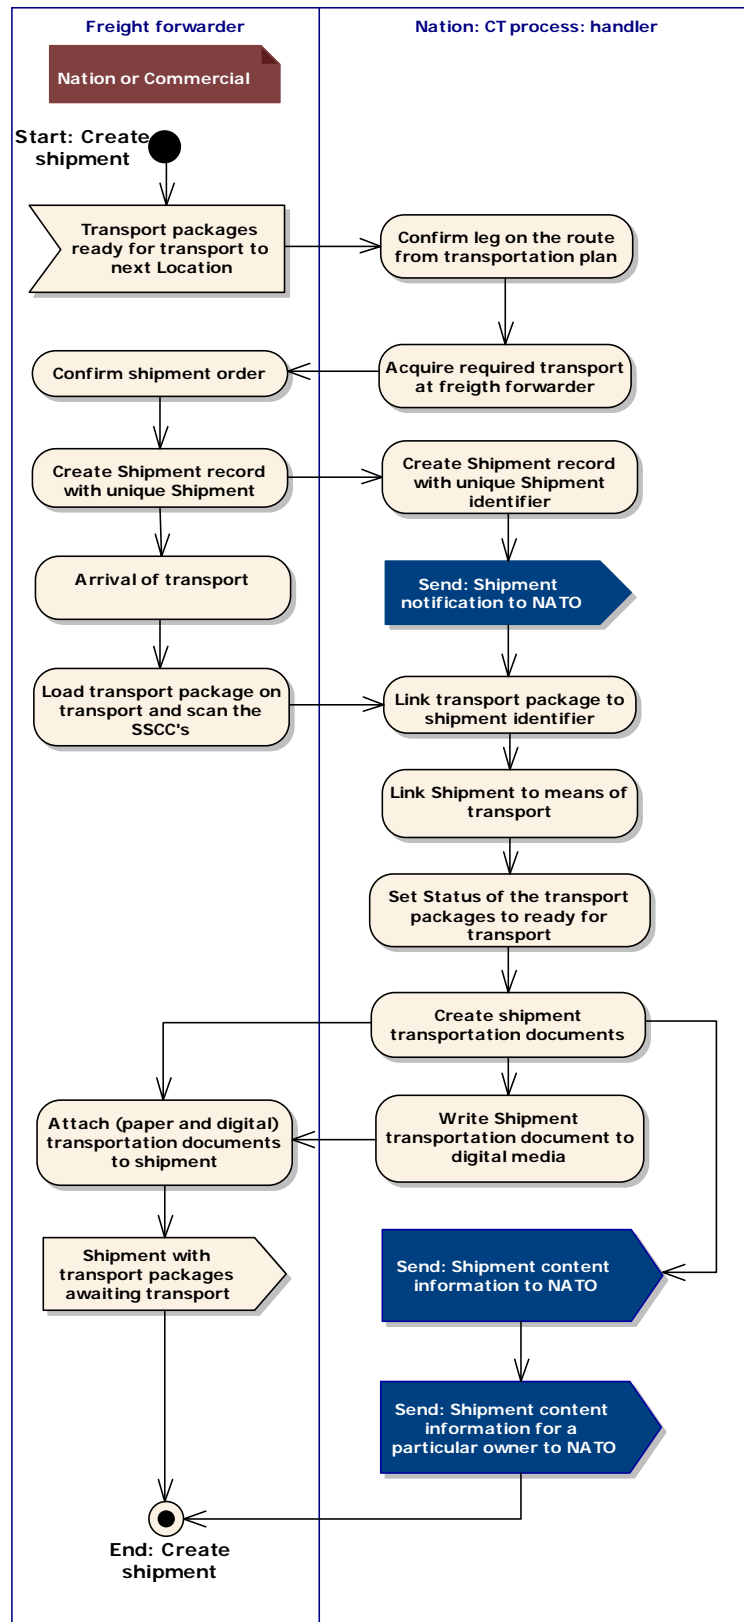 Freight forwarder
Nation: CT process: handler
Nation or Commercial
Start: Create
shipment
Transport packages
ready for transport to
next Location
Confirm leg on the route
from transportation plan
Confirm shipment order
Acquire required transport
at freigth forwarder
Create Shipment record
with unique Shipment
Create Shipment record
with unique Shipment
identifier
Arrival of transport
Send: Shipment
notification to NATO
Load transport package on
transport and scan the
SSCC's
Link transport package to
shipment identifier
Link Shipment to means of
transport
Set Status of the transport
packages to ready for
transport
Create shipment
transportation documents
Attach (paper and digital)
transportation documents
to shipment
Write Shipment
transportation document to
digital media
Shipment with
transport packages
awaiting transport
Send: Shipment content
information to NATO
Send: Shipment content
information for a
particular owner to NATO
End: Create
shipment